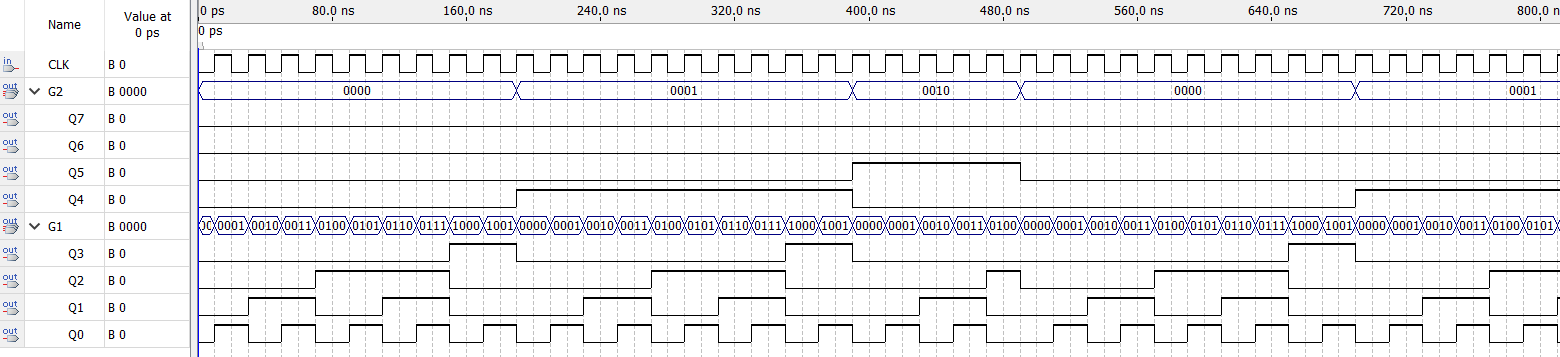 Name
Value at
0 ps
0 ps 80.0 ns 160.0 ns 240.0 ns 320.0 ns 400.0 ns 480.0 ns 560.0 ns 640.0 ns 720.0 ns 800.0 n
0 ps
in CLK B 0
out G2 B 0000 0000 0001 0010 0000 0001
out Q7 B 0
out Q6 B 0
out Q5 B 0
out Q4 B 0
out G1 B 0000 0001 0010 0011 0100 0101 0110 0111 1000 1001 0000 0001 0010 0011 0100 0101 0110 0111 1000 1001 0000 0001 0010 0011 0100 0000 0001 0010 0011 0100 0101 0110 0111 1000 1001 0000 0001 0010 0011 0100 0101
out Q3 B 0
out Q2 B 0
out Q1 B 0
out Q0 B 0